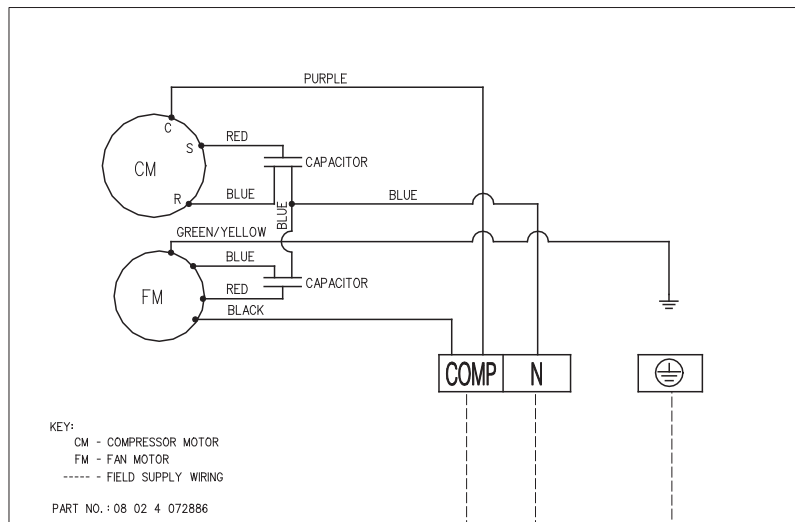 PURPLE
C
S
RED
CM
CAPACITOR
R
BLUE
BLUE
BLUE
GREEN/YELLOW
BLUE
CAPACITOR
FM
RED
BLACK
COMP
N
KEY:
CM - COMPRESSOR MOTOR
FM - FAN MOTOR
----- - FIELD SUPPLY WIRING
PART NO.: 08 02 4 072886